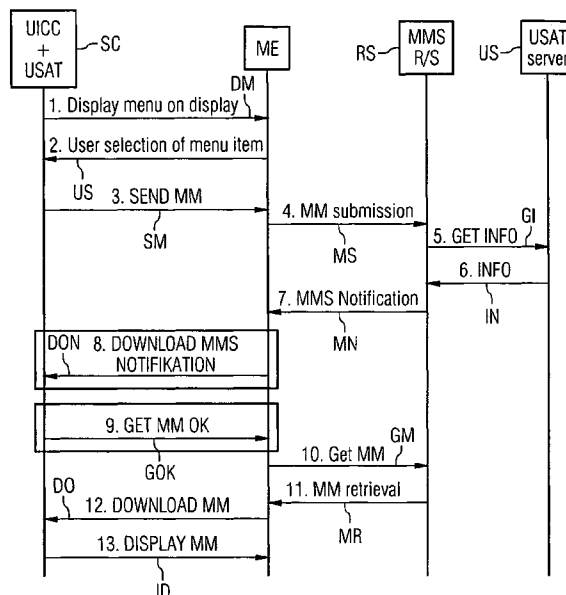 UICC
+
USAT
SC
ME
RS
MMS
R/S
US
USAT
server
DM
1. Display menu on display
2. User selection of menu item
US
3. SEND MM
SM
4. MM submission
MS
GI
5. GET INFO
6. INFO
IN
7. MMS Notification
MN
DON
8. DOWNLOAD MMS
NOTIFIKATION
9. GET MM OK
GOK
GM
10. Get MM
11. MM retrieval
MR
DO
12. DOWNLOAD MM
13. DISPLAY MM
ID